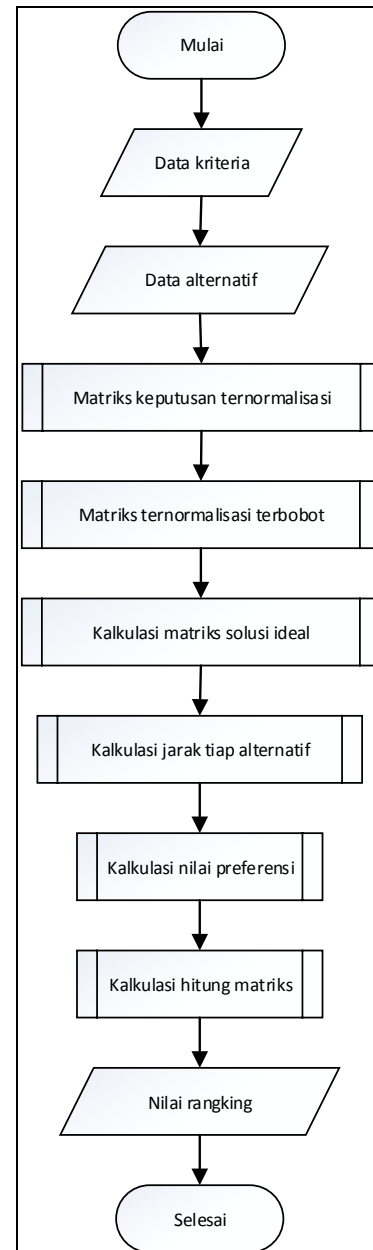 Mulai
Data kriteria
Data alternatif
Matriks keputusan ternormalisasi
Matriks ternormalisasi terbobot
Kalkulasi matriks solusi ideal
Kalkulasi jarak tiap alternatif
Kalkulasi nilai preferensi
Kalkulasi hitung matriks
Nilai rangking
Selesai